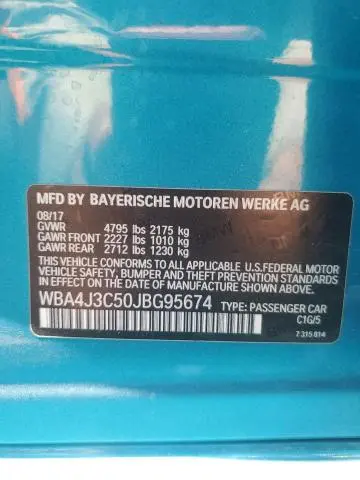 MFD BY BAYERISCHE MOTOREN WERKE AG
08/17
GVWR 4795 lbs 2175 kg
GAWR FRONT 2227 lbs 1010 kg
GAWR REAR 2712 lbs 1230 kg
THIS VEHICLE CONFORMS TO ALL APPLICABLE U.S.FEDERAL MOTOR
VEHICLE SAFETY, BUMPER AND THEFT PREVENTION STANDARDS
IN EFFECT ON THE DATE OF MANUFACTURE SHOWN ABOVE.
WBA4J3C50JBG95674 TYPE: PASSENGER CAR
C1G/5
7 315 814